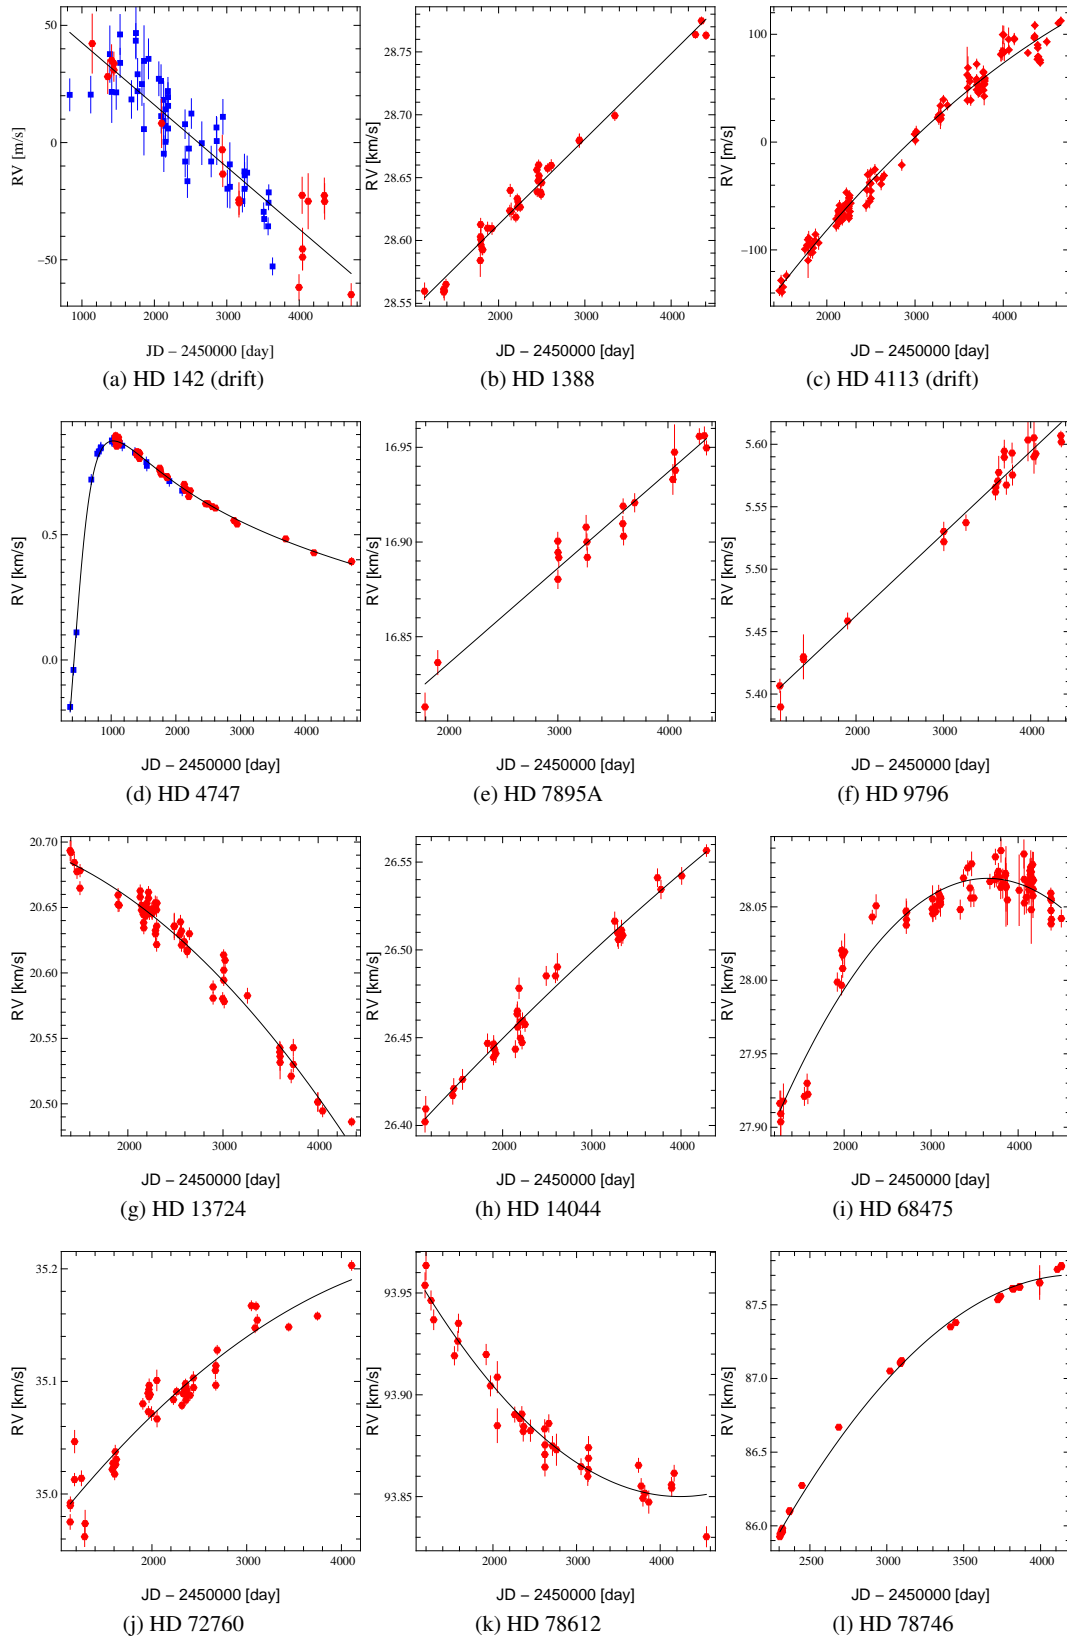 50
0
−50
RV [m/s]
1000 2000 3000 4000
JD − 2450000 [day]
(a) HD 142 (drift)
28.75
28.70
28.65
28.60
28.55
RV [km/s]
2000 3000 4000
JD − 2450000 [day]
(b) HD 1388
100
0
−100
RV [m/s]
2000 3000 4000
JD − 2450000 [day]
(c) HD 4113 (drift)
0.5
0.0
RV [km/s]
1000 2000 3000 4000
JD − 2450000 [day]
(d) HD 4747
16.95
16.90
16.85
RV [km/s]
2000 3000 4000
JD − 2450000 [day]
(e) HD 7895A
5.60
5.55
5.50
5.45
5.40
RV [km/s]
2000 3000 4000
JD − 2450000 [day]
(f) HD 9796
20.70
20.65
20.60
20.55
20.50
RV [km/s]
2000 3000 4000
JD − 2450000 [day]
(g) HD 13724
26.55
26.50
26.45
26.40
RV [km/s]
2000 3000 4000
JD − 2450000 [day]
(h) HD 14044
28.05
28.00
27.95
27.90
RV [km/s]
2000 3000 4000
JD − 2450000 [day]
(i) HD 68475
35.2
35.1
35.0
RV [km/s]
2000 3000 4000
JD − 2450000 [day]
(j) HD 72760
93.95
93.90
93.85
RV [km/s]
2000 3000 4000
JD − 2450000 [day]
(k) HD 78612
87.5
87.0
86.5
86.0
RV [km/s]
2500 3000 3500 4000
JD − 2450000 [day]
(l) HD 78746